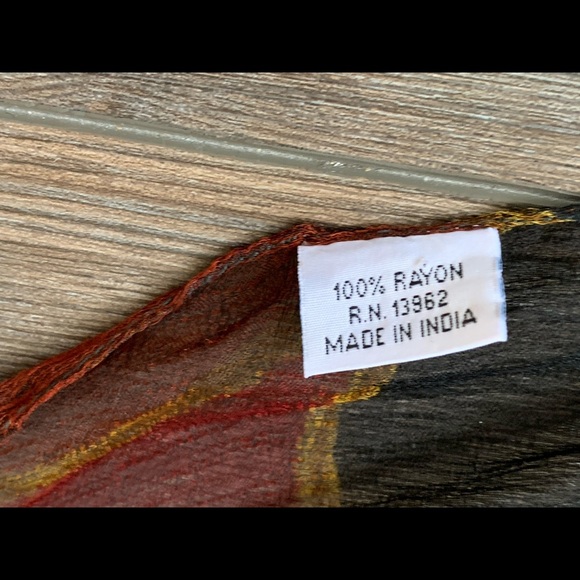 100% RAYON
R.N. 13962
MADE IN INDIA